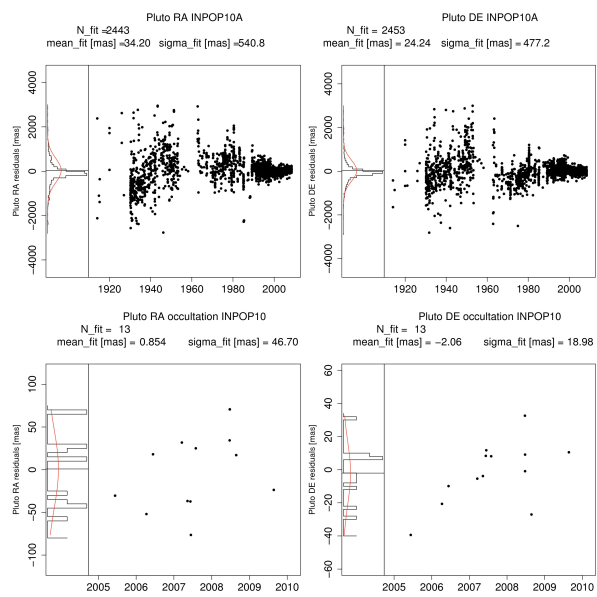 Pluto RA INPOP10A
N_fit =2443
mean_fit [mas] =34.20 sigma_fit [mas] =540.8
Pluto RA residuals [mas]
4000
2000
0
−2000
−4000
1920 1940 1960 1980 2000
Pluto DE INPOP10A
N_fit = 2453
mean_fit [mas] = 24.24 sigma_fit [mas] = 477.2
Pluto DE residuals [mas]
4000
2000
0
−2000
−4000
1920 1940 1960 1980 2000
Pluto RA occultation INPOP10
N_fit = 13
mean_fit [mas] = 0.854 sigma_fit [mas] = 46.70
Pluto RA residuals [mas]
100
50
0
−50
−100
2005 2006 2007 2008 2009 2010
Pluto DE occultation INPOP10
N_fit = 13
mean_fit [mas] = −2.06 sigma_fit [mas] = 18.98
Pluto DE residuals [mas]
60
40
20
0
−20
−40
−60
2005 2006 2007 2008 2009 2010